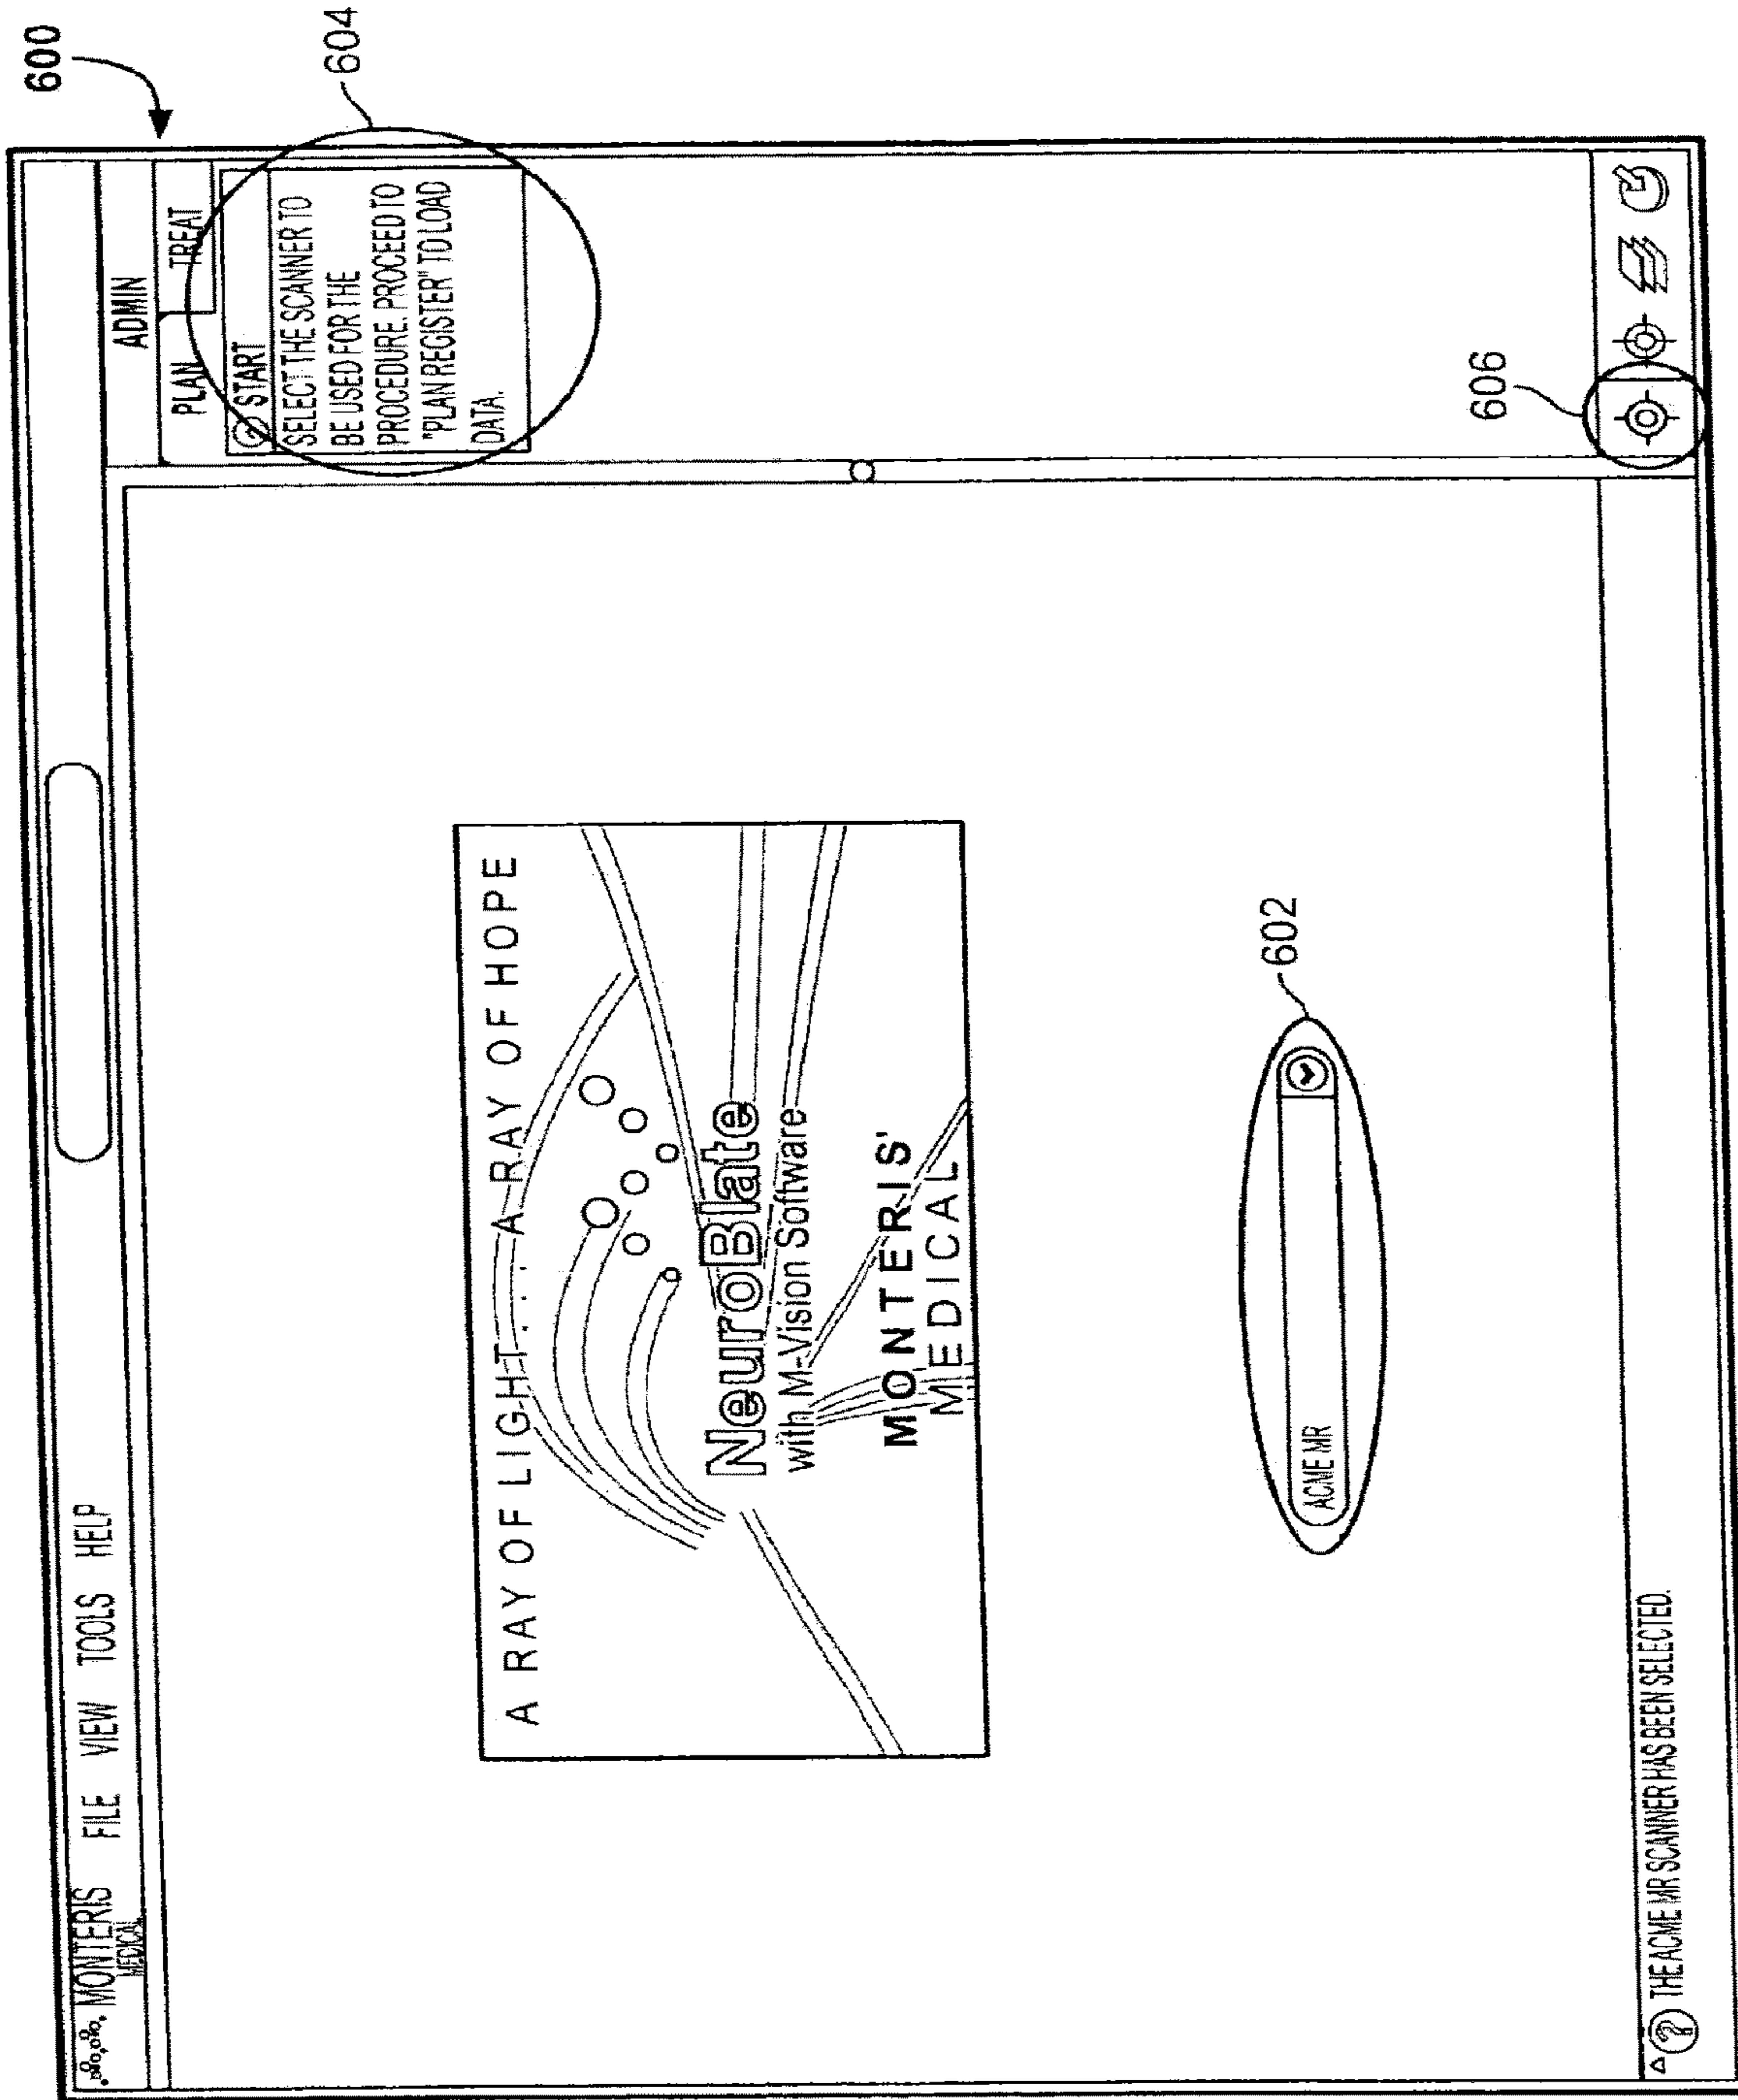 600
MONTERIS FILE VIEW TOOLS HELP
MEDICAL
ADMIN
PLAN TREAT
START
SELECT THE SCANNER TO
BE USED FOR THE
PROCEDURE. PROCEED TO
"PLAN REGISTER" TO LOAD
DATA.
604
A RAY OF LIGHT... A RAY OF HOPE
NeuroBlate
with M-Vision Software
MONTERIS'
MEDICAL
602
ACME MR
606
? THE ACME MR SCANNER HAS BEEN SELECTED.